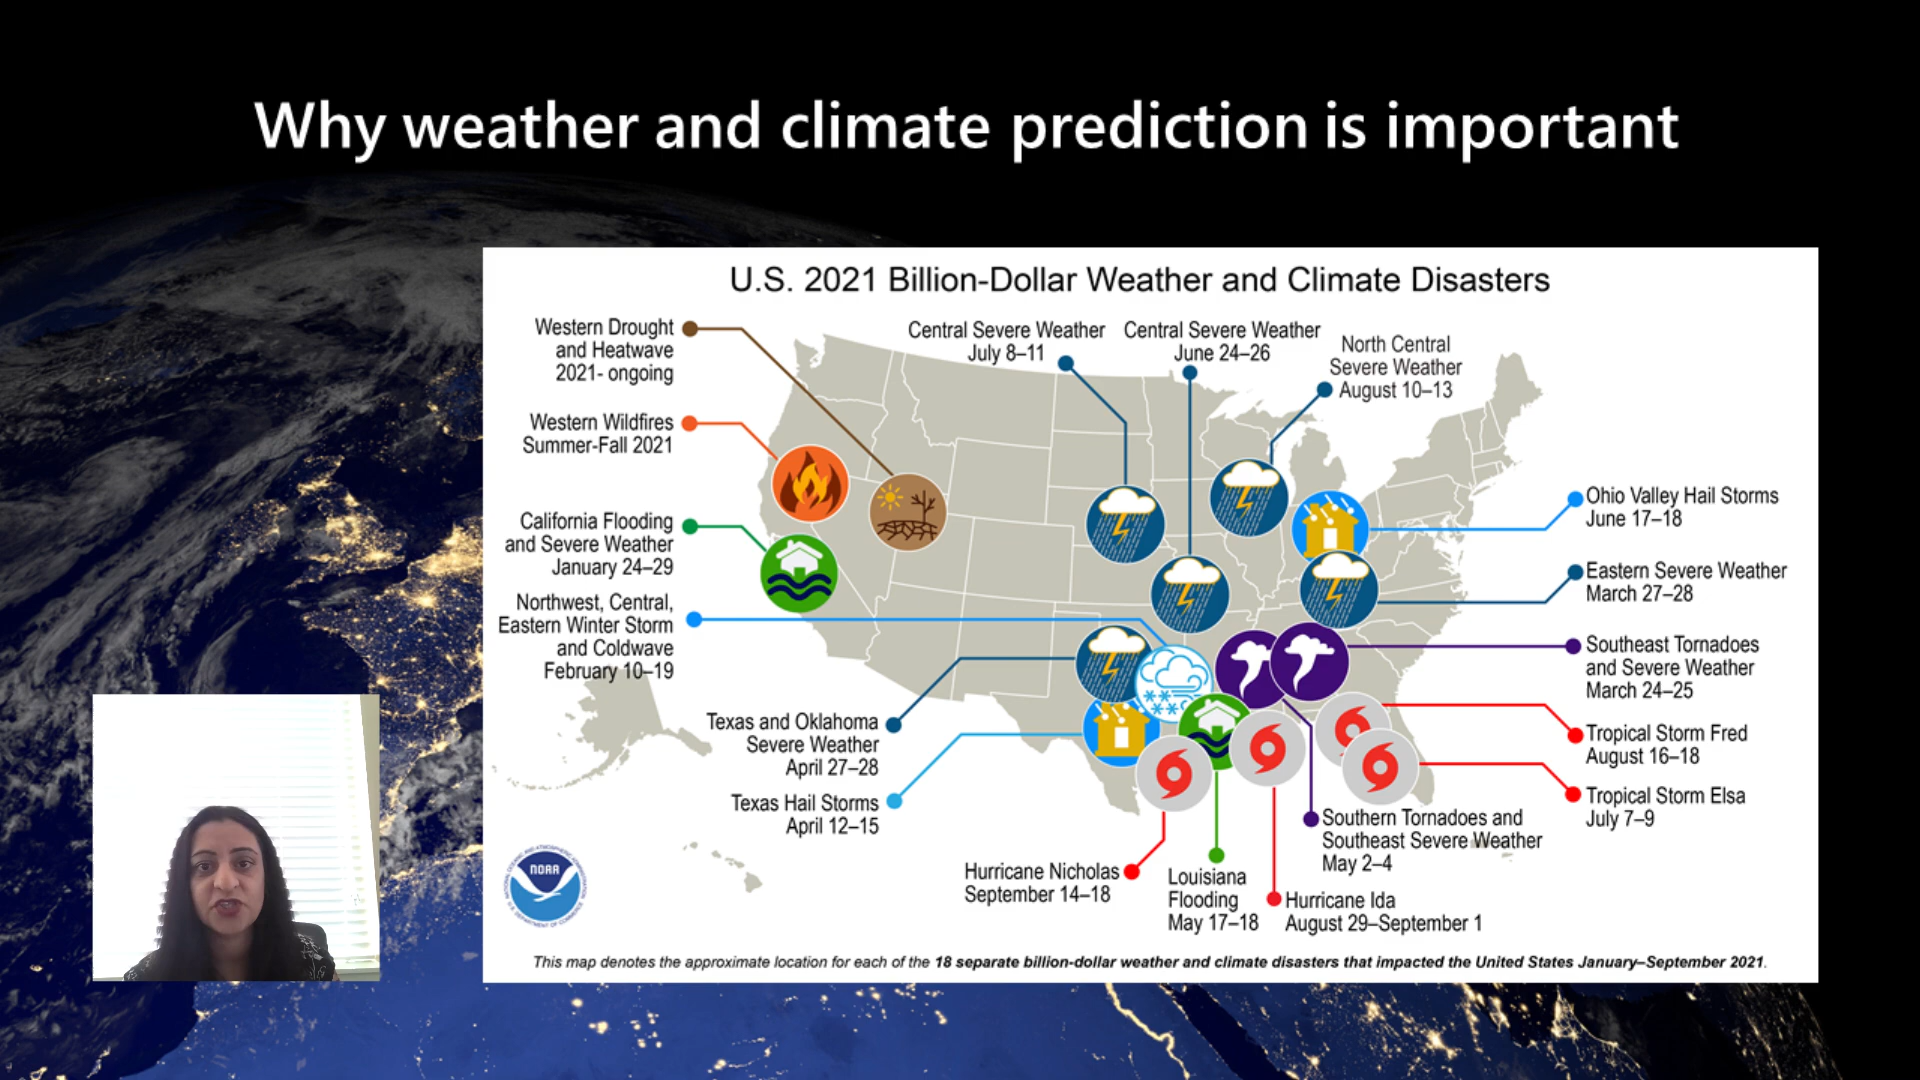 Why weather and climate prediction is important
U.S. 2021 Billion-Dollar Weather and Climate Disasters
Western Drought
and Heatwave
2021- ongoing
Central Severe Weather
July 8–11
Central Severe Weather
June 24–26
North Central
Severe Weather
August 10–13
Western Wildfires
Summer-Fall 2021
California Flooding
and Severe Weather
January 24–29
Northwest, Central,
Eastern Winter Storm
and Coldwave
February 10–19
Ohio Valley Hail Storms
June 17–18
Eastern Severe Weather
March 27–28
Southeast Tornadoes
and Severe Weather
March 24–25
Texas and Oklahoma
Severe Weather
April 27–28
Texas Hail Storms
April 12–15
Tropical Storm Fred
August 16–18
Tropical Storm Elsa
July 7–9
Southern Tornadoes and
Southeast Severe Weather
May 2–4
Hurricane Nicholas
September 14–18
Louisiana
Flooding
May 17–18
Hurricane Ida
August 29–September 1
NOAA
This map denotes the approximate location for each of the 18 separate billion-dollar weather and climate disasters that impacted the United States January–September 2021.